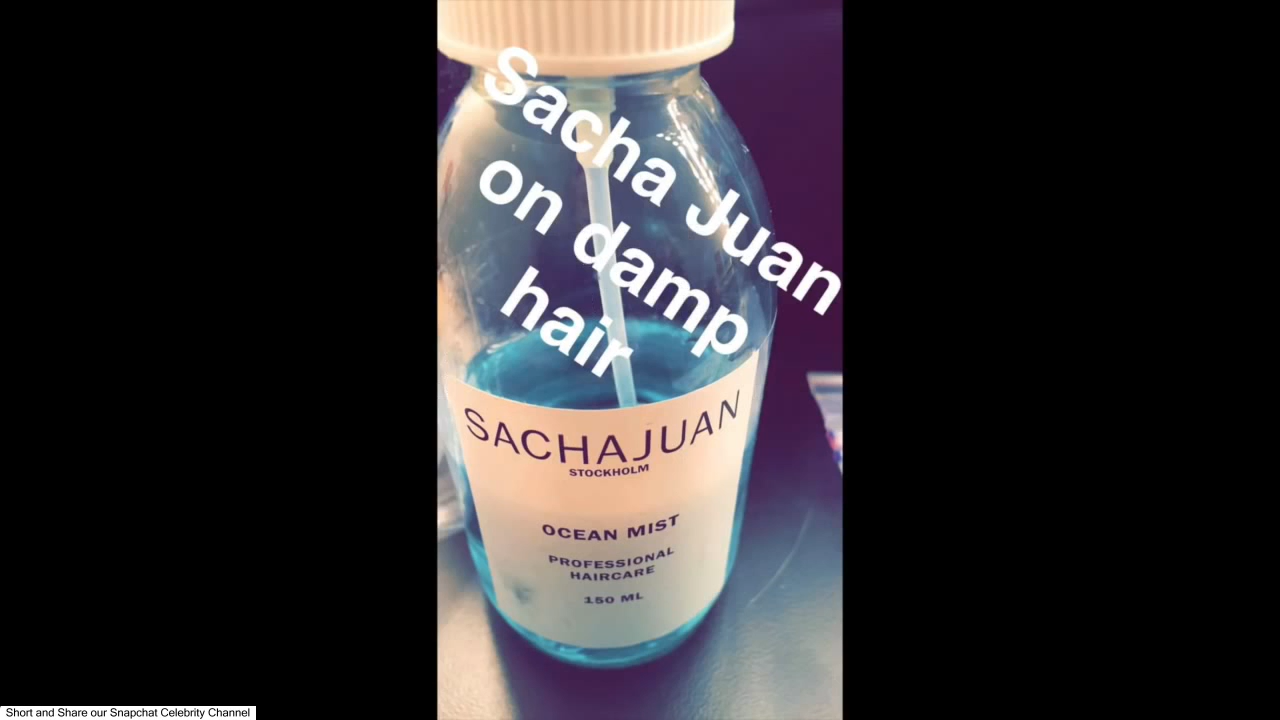 Sacha Juan
on damp
hair
SACHAJUAN
STOCKHOLM
OCEAN MIST
PROFESSIONAL
HAIRCARE
150 ML
Short and Share our Snapchat Celebrity Channel